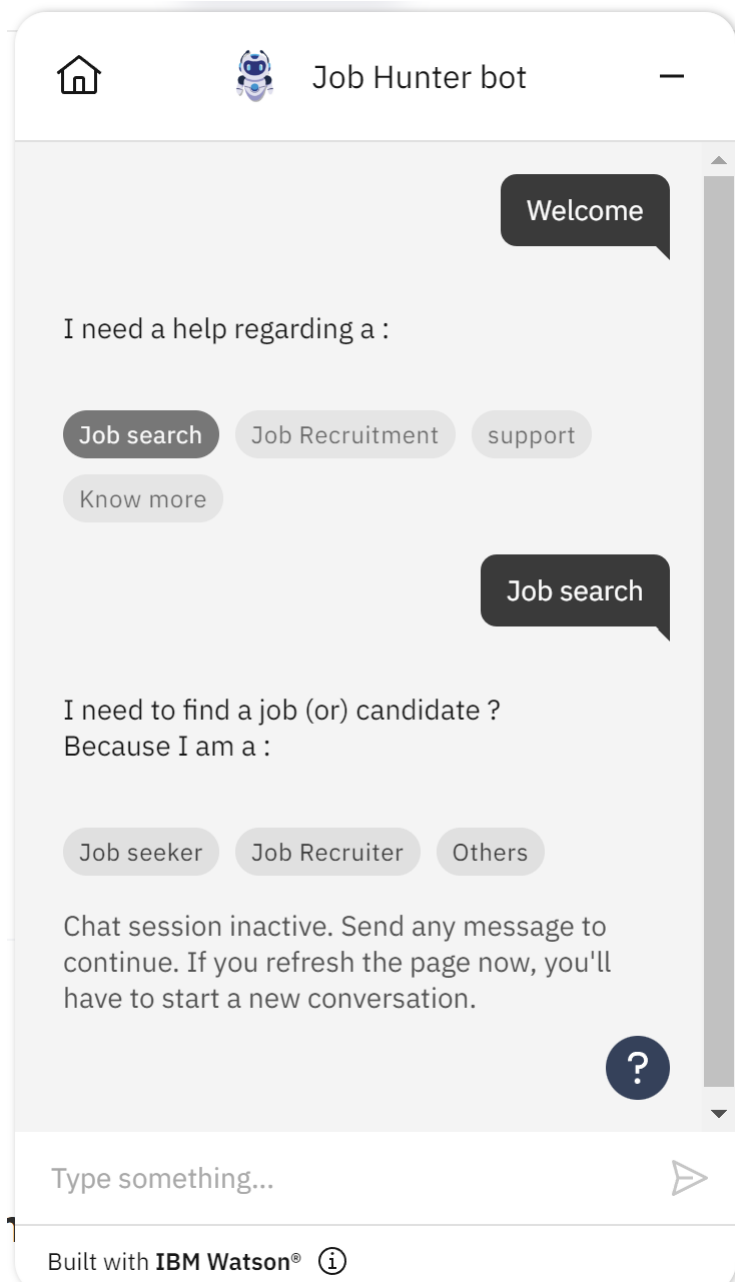 Job Hunter bot
Welcome
I need a help regarding a :
Job search
Job Recruitment
support
Know more
Job search
I need to find a job (or) candidate ?
Because I am a :
Job seeker
Job Recruiter
Others
Chat session inactive. Send any message to
continue. If you refresh the page now, you'll
have to start a new conversation.
?
Type something...
Built with IBM Watson®